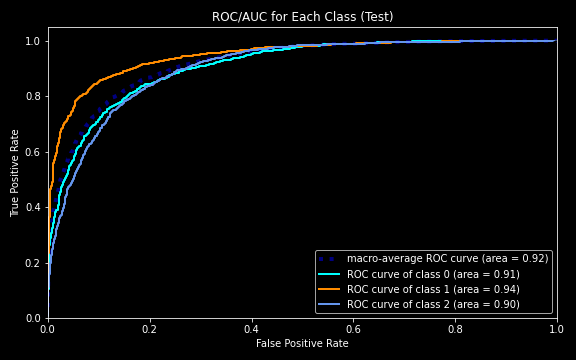 ROC/AUC for Each Class (Test)
1.0
0.8
0.6
0.4
0.2
0.0
True Positive Rate
macro-average ROC curve (area = 0.92)
ROC curve of class 0 (area = 0.91)
ROC curve of class 1 (area = 0.94)
ROC curve of class 2 (area = 0.90)
0.0 0.2 0.4 0.6 0.8 1.0
False Positive Rate